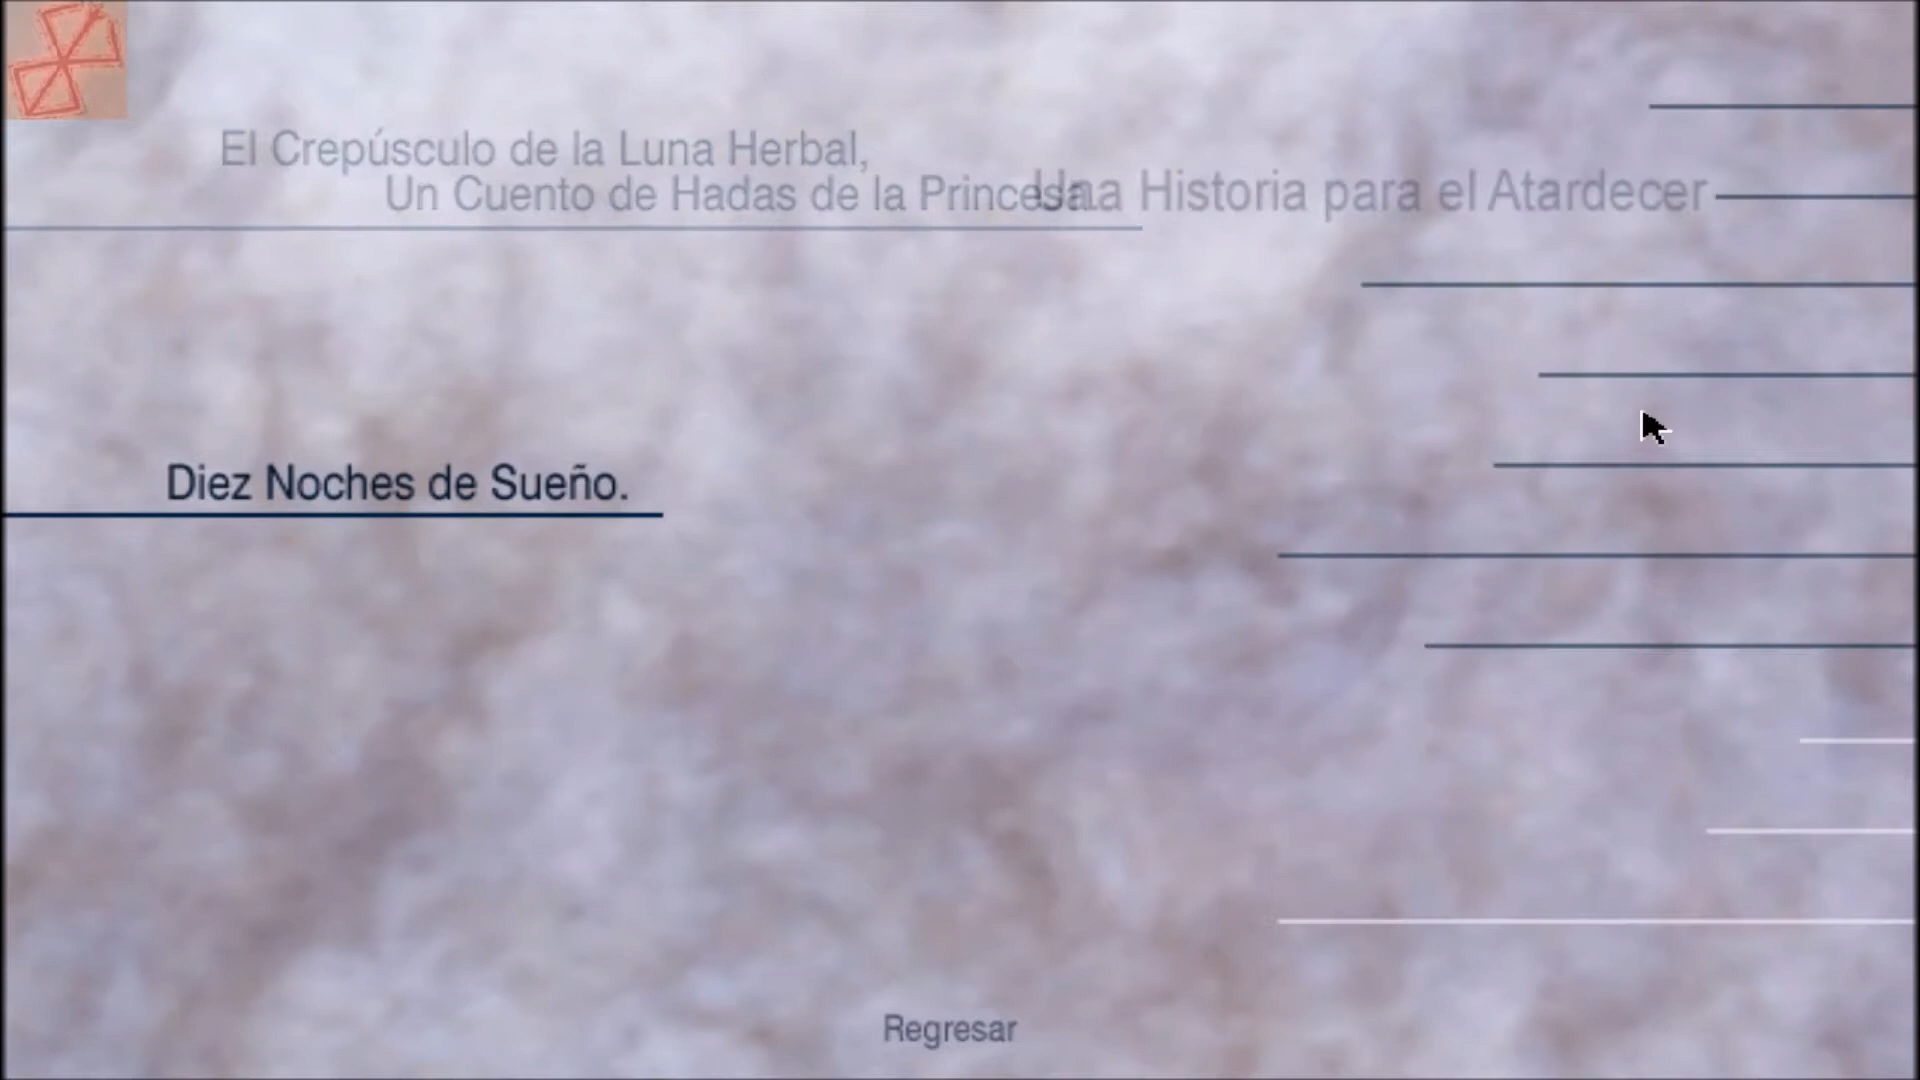 El Crepúsculo de la Luna Herbal,
Un Cuento de Hadas de la Princesa
Una Historia para el Atardecer
Diez Noches de Sueño.
Regresar